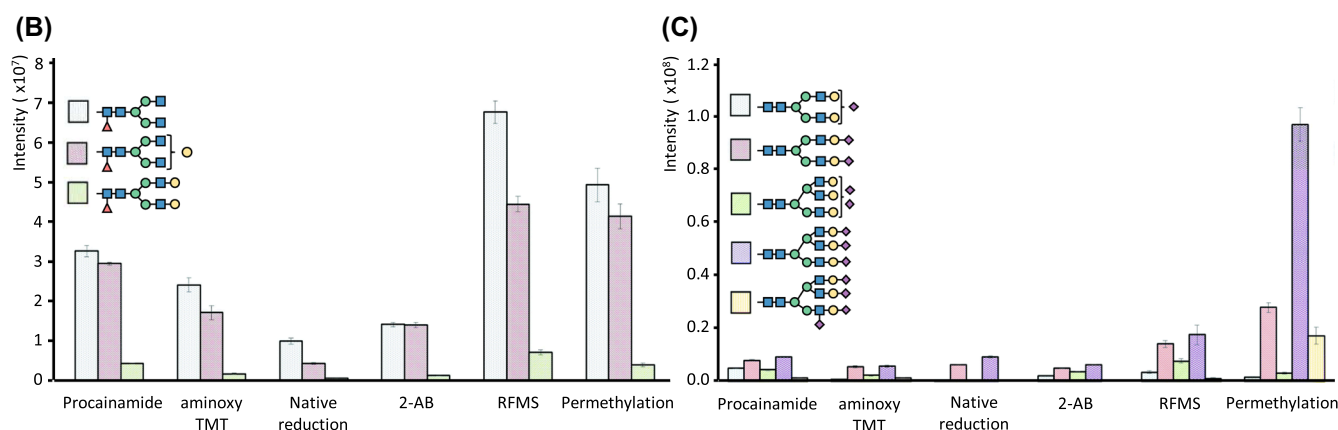 (B)
Intensity ( x10⁷)
8
7
6
5
4
3
2
1
0
Procainamide
aminoxy
TMT
Native
reduction
2-AB
RFMS
Permethylation
(C)
Intensity ( x10⁸)
1.2
1.0
0.8
0.6
0.4
0.2
0.0
Procainamide
aminoxy
TMT
Native
reduction
2-AB
RFMS
Permethylation